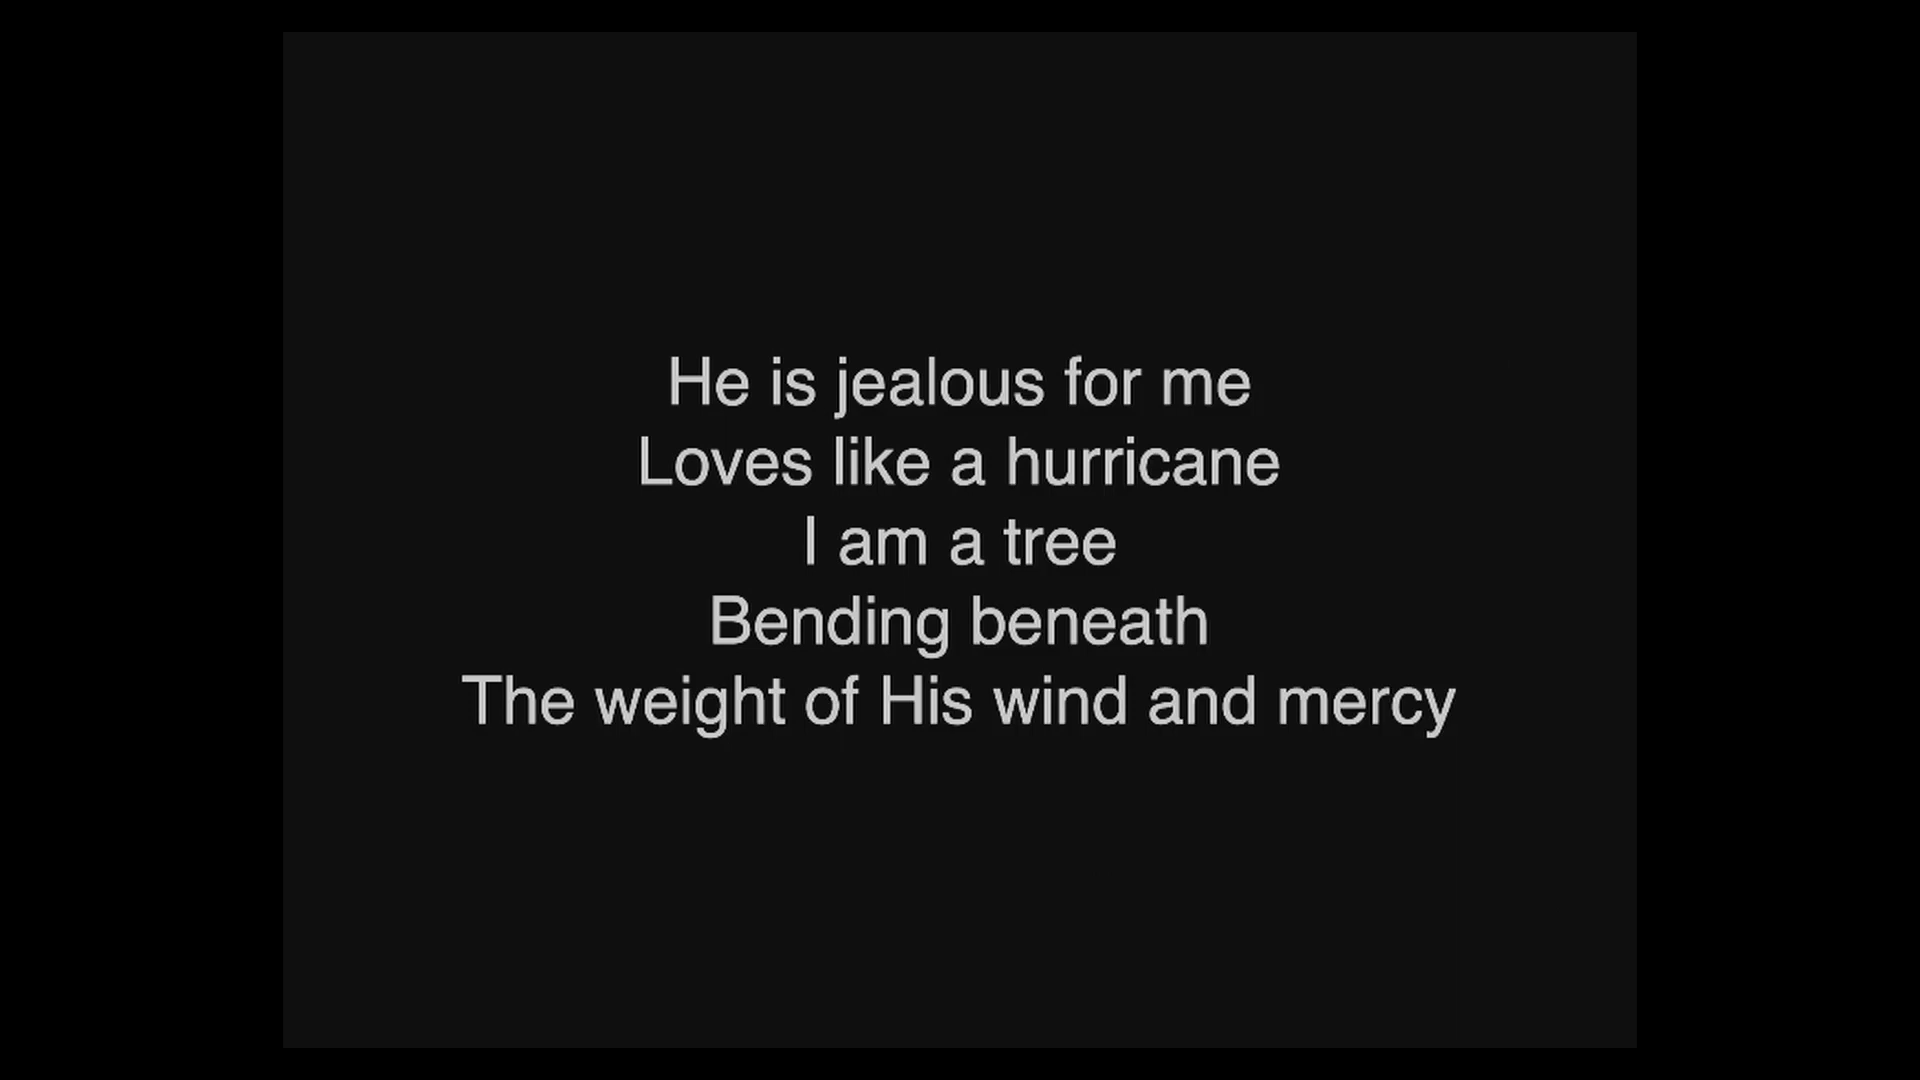 He is jealous for me
Loves like a hurricane
I am a tree
Bending beneath
The weight of His wind and mercy